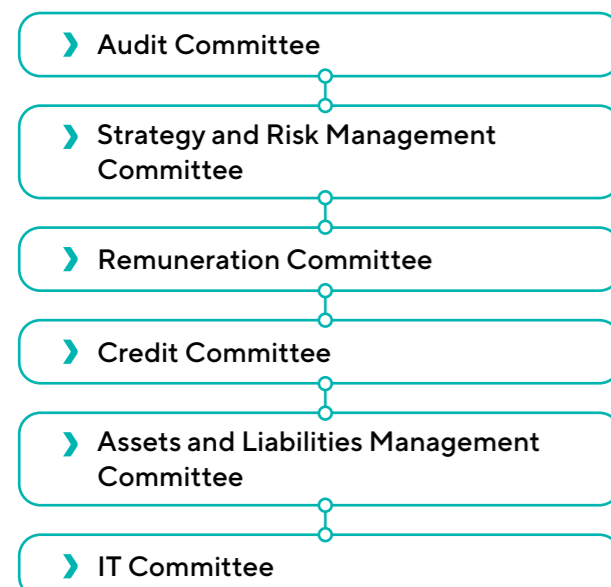 Audit Committee
Strategy and Risk Management
Committee
Remuneration Committee
Credit Committee
Assets and Liabilities Management
Committee
IT Committee